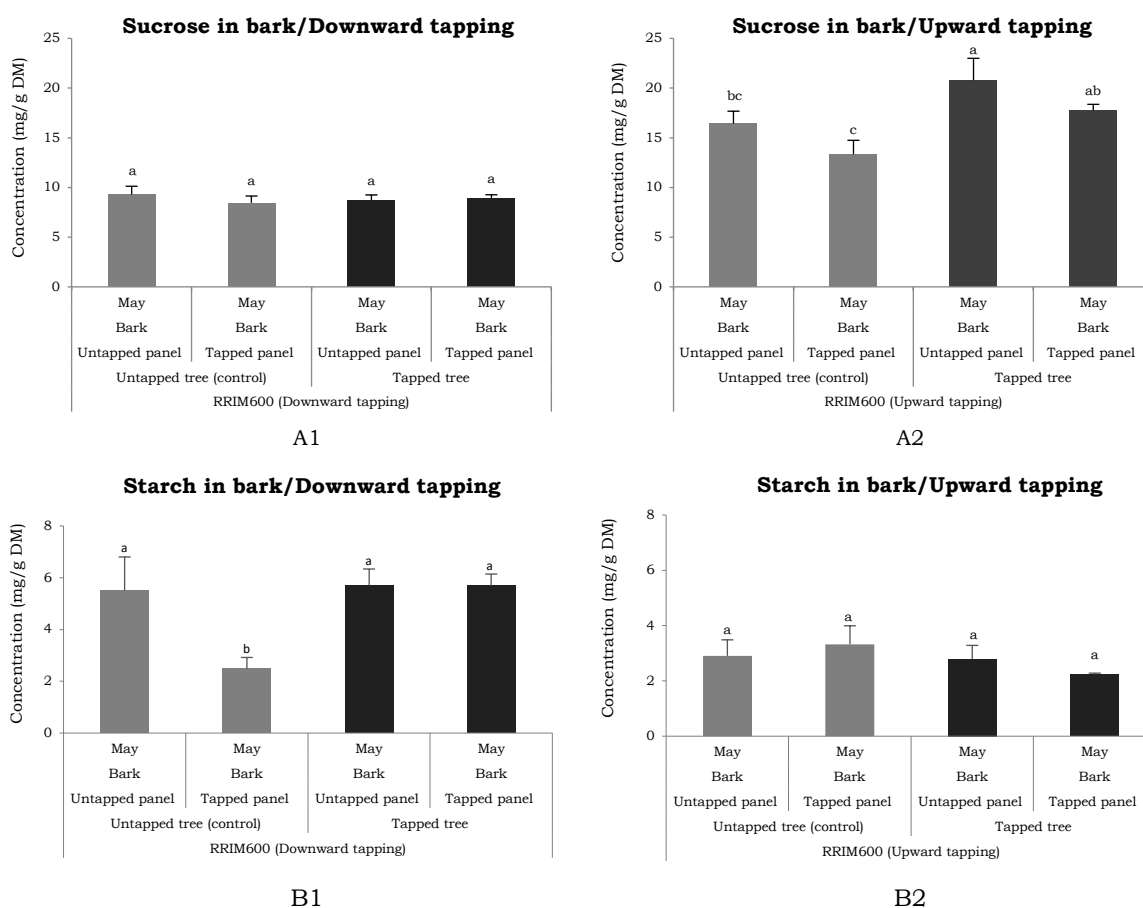 Sucrose in bark/Downward tapping
Concentration (mg/g DM)
25
20
15
10
5
0
a
a
a
a
May
May
May
May
Bark
Bark
Bark
Bark
Untapped panel
Tapped panel
Untapped panel
Tapped panel
Untapped tree (control)
Tapped tree
RRIM600 (Downward tapping)
A1
Sucrose in bark/Upward tapping
Concentration (mg/g DM)
25
20
15
10
5
0
bc
c
a
ab
May
May
May
May
Bark
Bark
Bark
Bark
Untapped panel
Tapped panel
Untapped panel
Tapped panel
Untapped tree (control)
Tapped tree
RRIM600 (Upward tapping)
A2
Starch in bark/Downward tapping
Concentration (mg/g DM)
8
6
4
2
0
a
b
a
a
May
May
May
May
Bark
Bark
Bark
Bark
Untapped panel
Tapped panel
Untapped panel
Tapped panel
Untapped tree (control)
Tapped tree
RRIM600 (Downward tapping)
B1
Starch in bark/Upward tapping
Concentration (mg/g DM)
8
6
4
2
0
a
a
a
a
May
May
May
May
Bark
Bark
Bark
Bark
Untapped panel
Tapped panel
Untapped panel
Tapped panel
Untapped tree (control)
Tapped tree
RRIM600 (Upward tapping)
B2